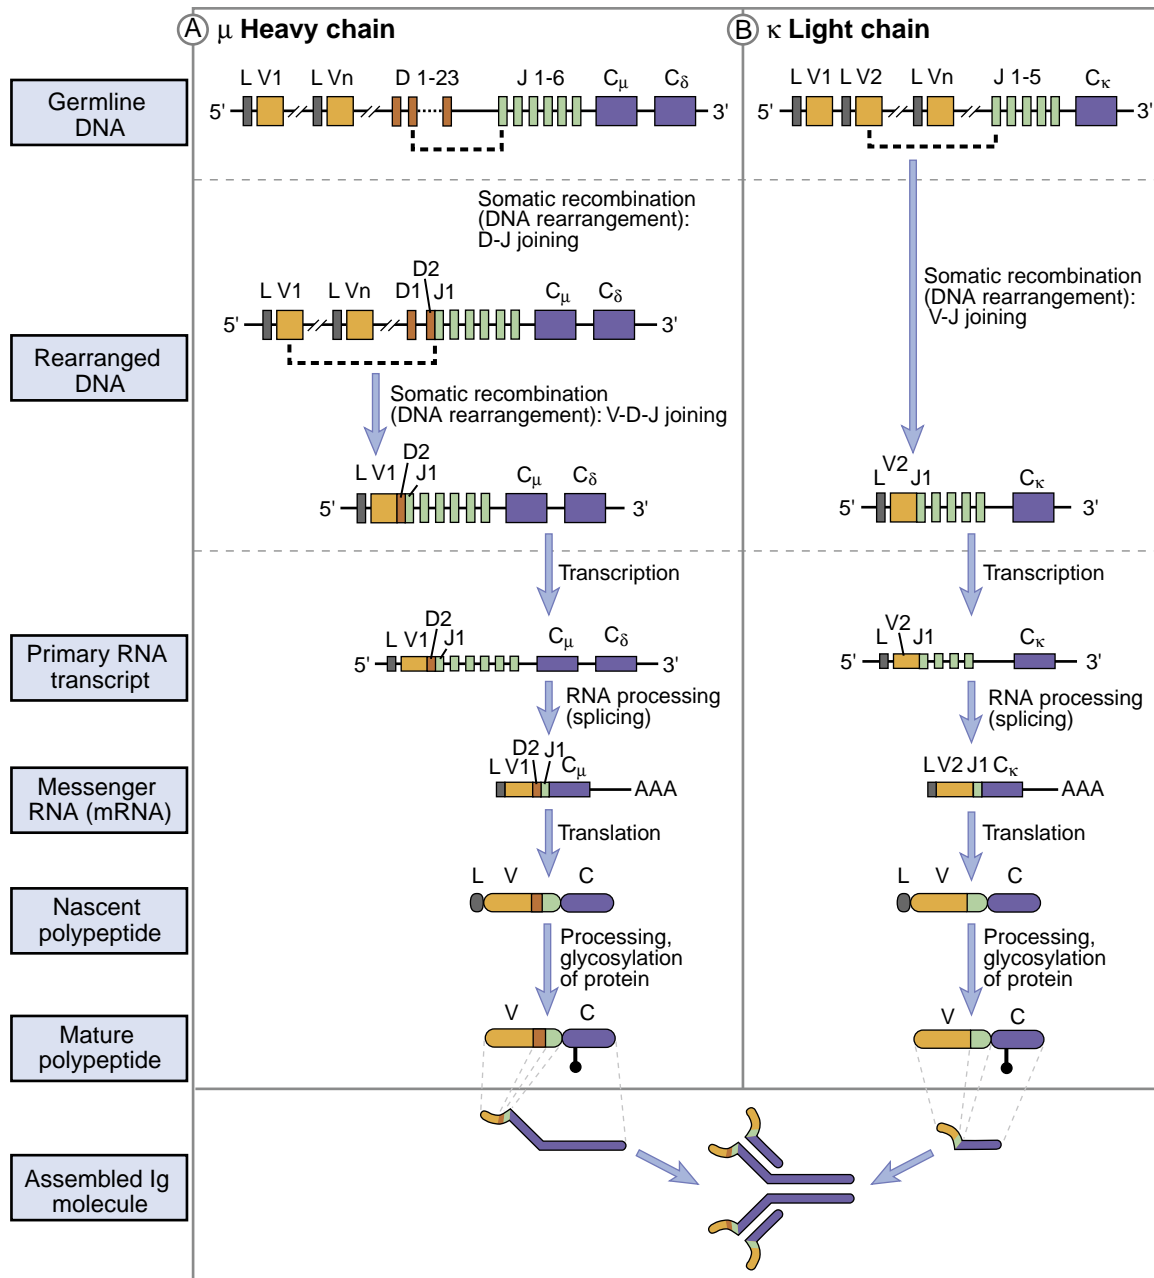 A μ Heavy chain
B κ Light chain
Germline
DNA
L V1 L Vn D 1-23 J 1-6 Cμ Cδ
5' 3'
L V1 L V2 L Vn J 1-5 Cκ
5' 3'
Somatic recombination
(DNA rearrangement):
D-J joining
Rearranged
DNA
D2
L V1 L Vn D1 J1 Cμ Cδ
5' 3'
Somatic recombination
(DNA rearrangement): V-D-J joining
Somatic recombination
(DNA rearrangement):
V-J joining
D2
L V1 J1 Cμ Cδ
5' 3'
V2
L J1 Cκ
5' 3'
Transcription
Transcription
Primary RNA
transcript
D2
L V1 J1 Cμ Cδ
5' 3'
V2
L J1 Cκ
5' 3'
RNA processing
(splicing)
RNA processing
(splicing)
Messenger
RNA (mRNA)
D2 J1
L V1 Cμ
AAA
L V2 J1 Cκ
AAA
Translation
Translation
Nascent
polypeptide
L V C
L V C
Processing,
glycosylation
of protein
Processing,
glycosylation
of protein
Mature
polypeptide
V C
V C
Assembled Ig
molecule